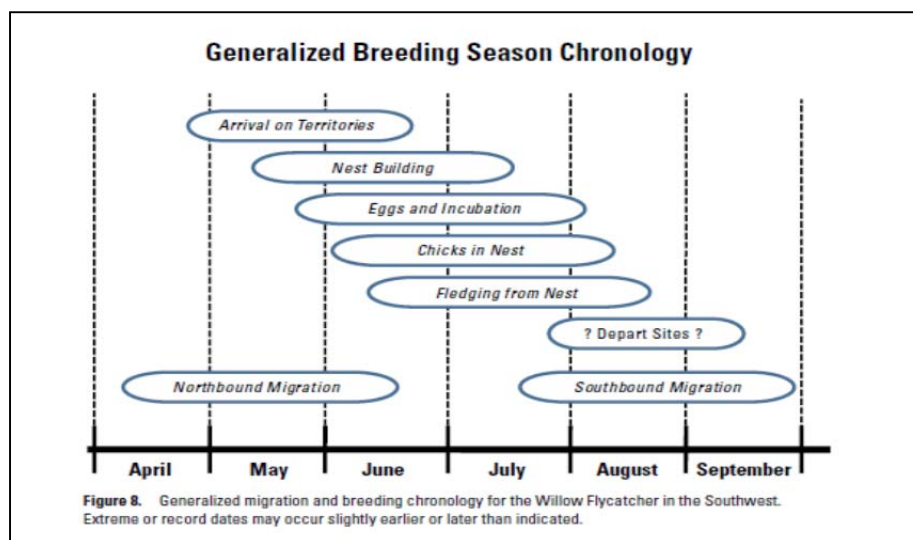 Generalized Breeding Season Chronology
Arrival on Territories
Nest Building
Eggs and Incubation
Chicks in Nest
Fledging from Nest
? Depart Sites ?
Northbound Migration
Southbound Migration
April May June July August September
Figure 8. Generalized migration and breeding chronology for the Willow Flycatcher in the Southwest.
Extreme or record dates may occur slightly earlier or later than indicated.